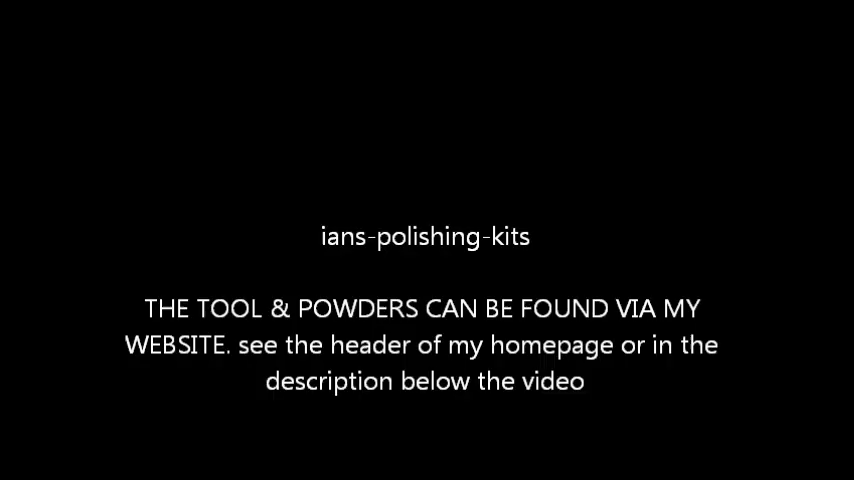 ians-polishing-kits
THE TOOL & POWDERS CAN BE FOUND VIA MY
WEBSITE. see the header of my homepage or in the
description below the video